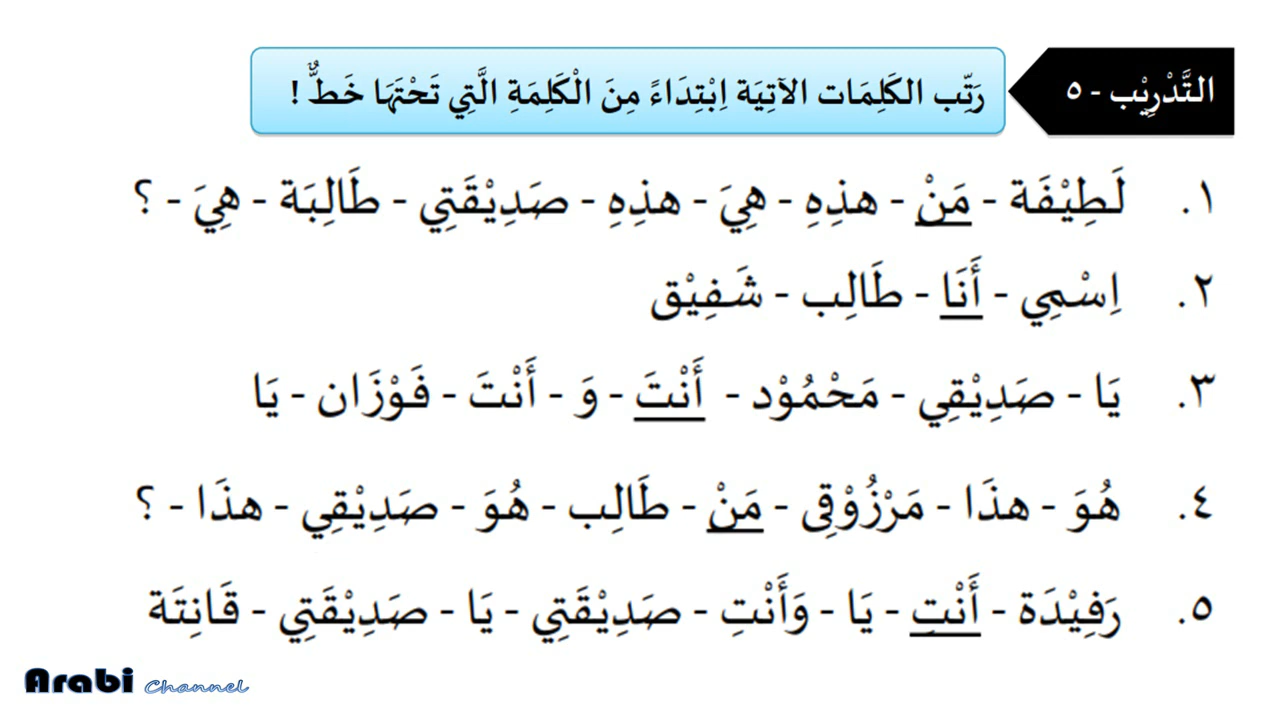 التَّدْرِيْب - ٥
رَتِّب الكَلِمَات الآتِيَة اِبْتِدَاءً مِنَ الْكَلِمَةِ الَّتِي تَحْتَهَا خَطٌّ !
١. لَطِيْفَة - مَنْ - هذِهِ - هِيَ - هذِهِ - صَدِيْقَتِي - طَالِبَة - هِيَ - ؟
٢. اِسْمِي - أَنَا - طَالِب - شَفِيْق
٣. يَا - صَدِيْقِي - مَحْمُوْد - أَنْتَ - وَ - أَنْتَ - فَوْزَان - يَا
٤. هُوَ - هذَا - مَرْزُوْقِى - مَنْ - طَالِب - هُوَ - صَدِيْقِي - هذَا - ؟
٥. رَفِيْدَة - أَنْتِ - يَا - وَأَنْتِ - صَدِيْقَتِي - يَا - صَدِيْقَتِي - قَانِتَة
Arabi Channel